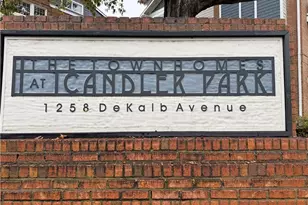 THE TOWNHOMES
AT CANDLER PARK
1258 DeKalb Avenue